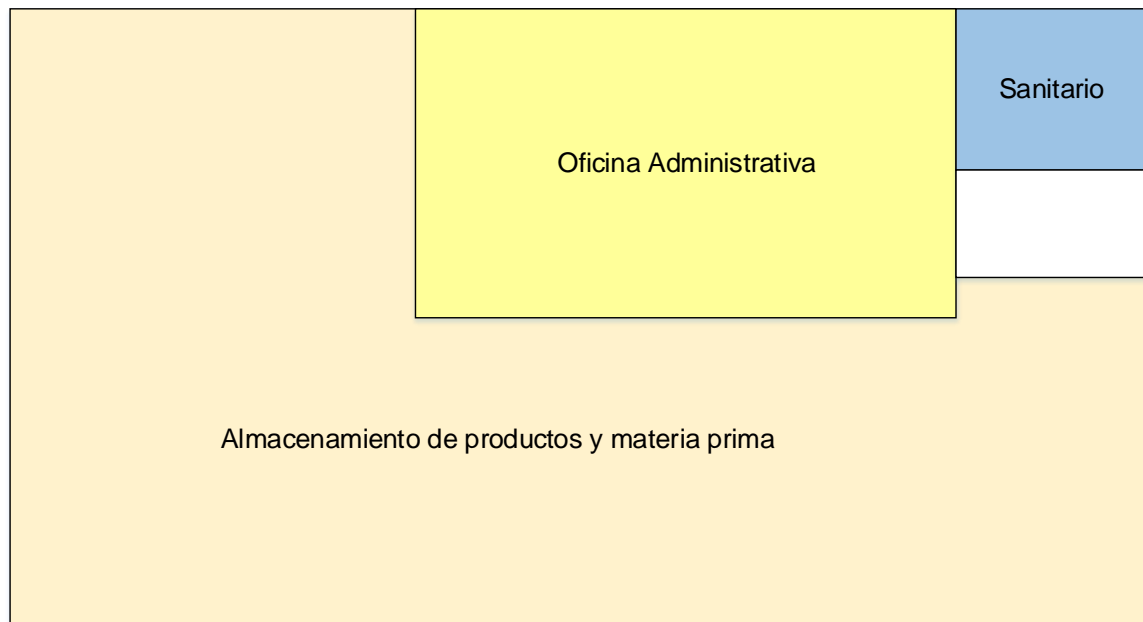 Sanitario
Oficina Administrativa
Almacenamiento de productos y materia prima